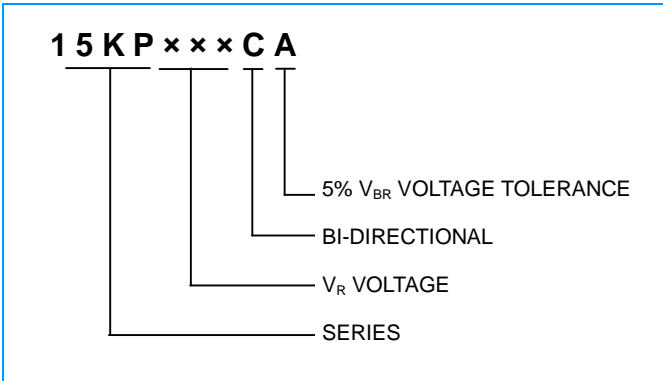 15KP×××CA
5% VBR VOLTAGE TOLERANCE
BI-DIRECTIONAL
VR VOLTAGE
SERIES